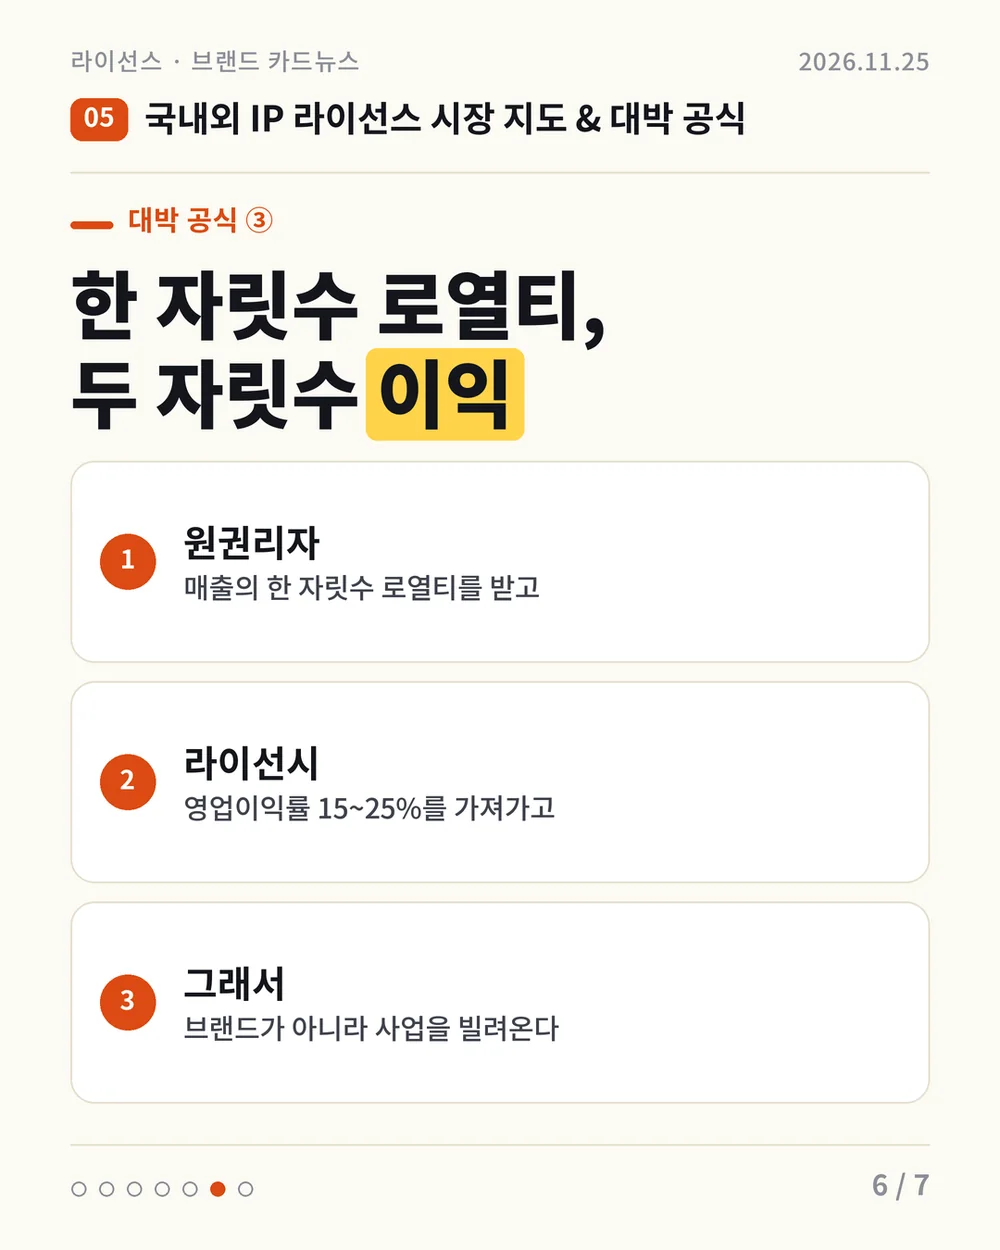 라이선스 · 브랜드 카드뉴스
2026.11.25
05 국내외 IP 라이선스 시장 지도 & 대박 공식
대박 공식 ③
한 자릿수 로열티,
두 자릿수 이익
1
원권리자
매출의 한 자릿수 로열티를 받고
2
라이선시
영업이익률 15~25%를 가져가고
3
그래서
브랜드가 아니라 사업을 빌려온다
6 / 7